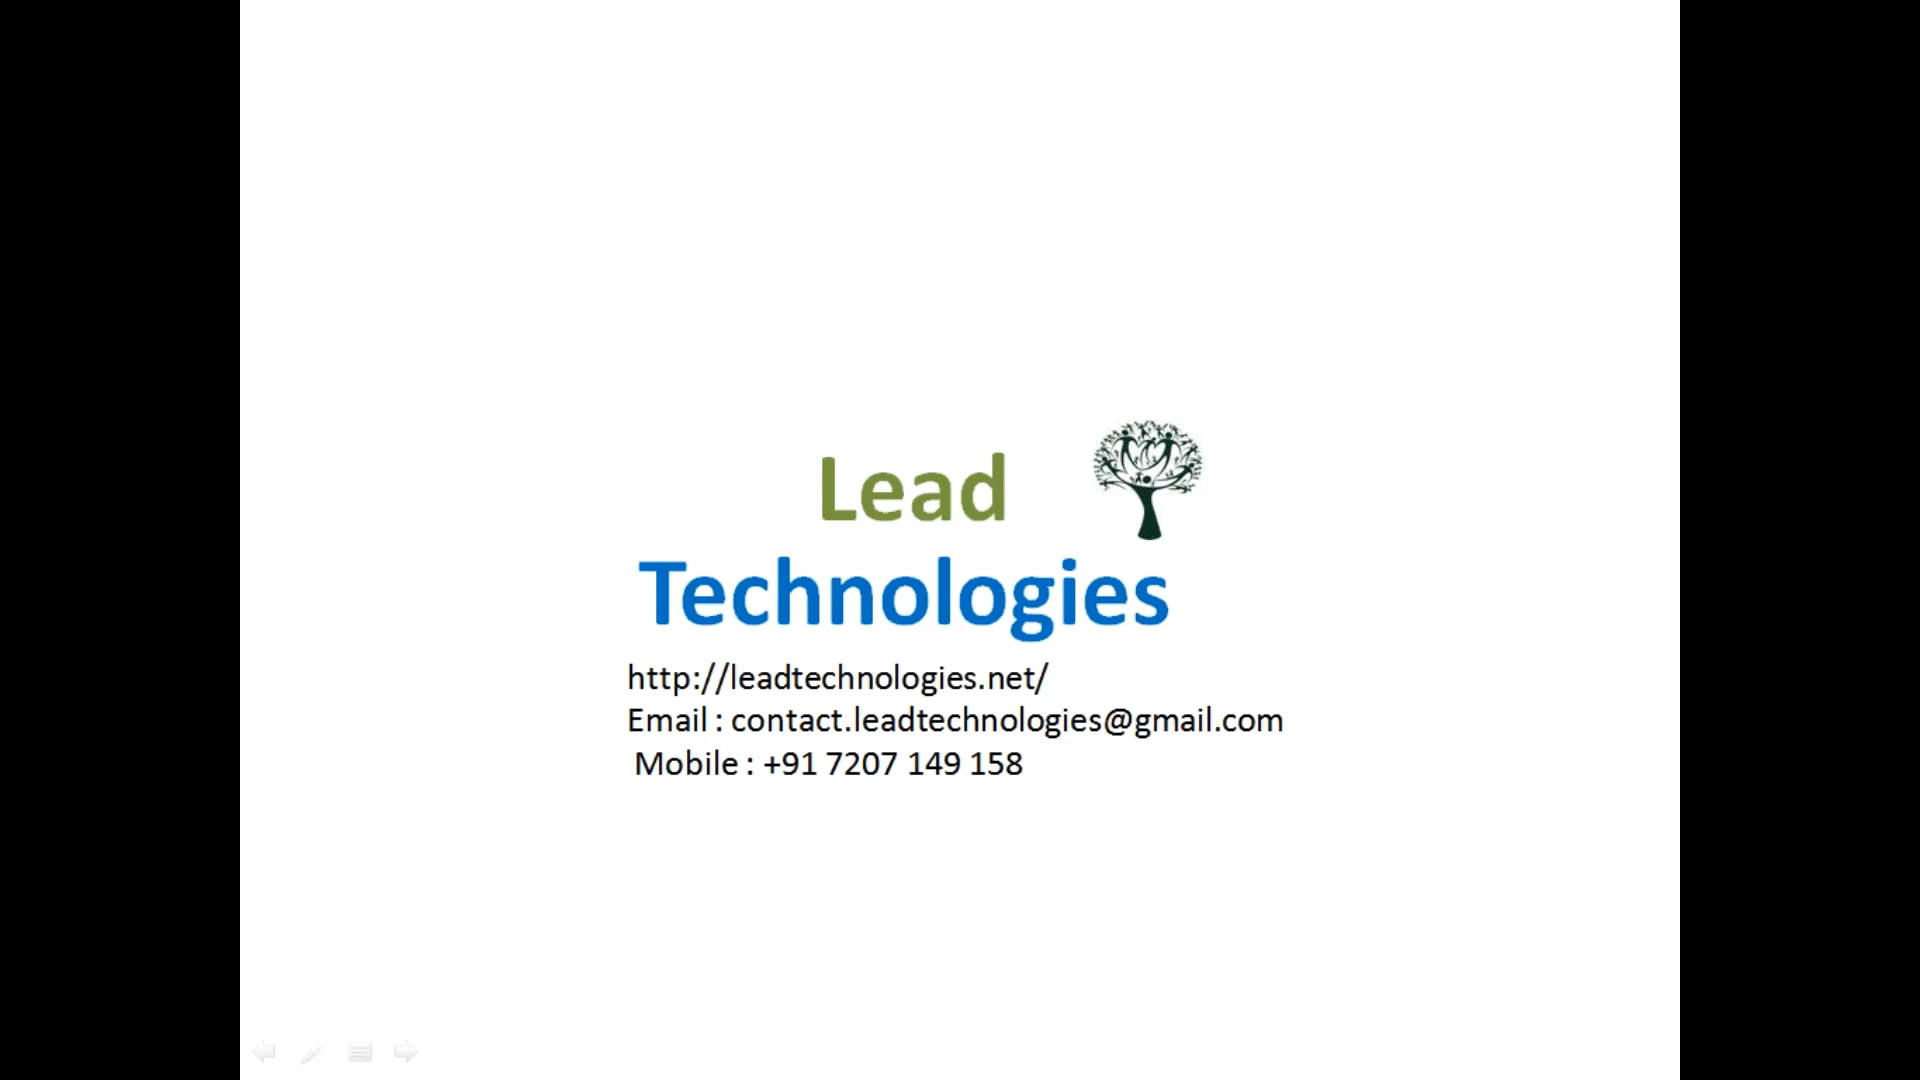 Lead
Technologies
http://leadtechnologies.net/
Email : contact.leadtechnologies@gmail.com
Mobile : +91 7207 149 158